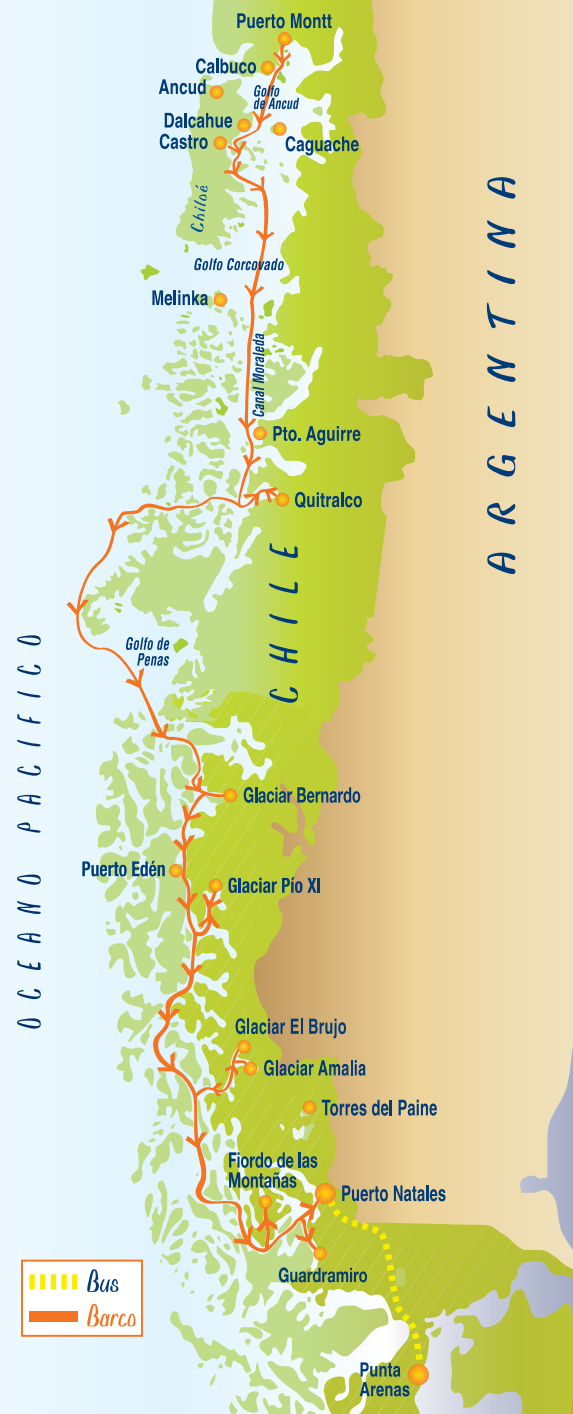 Puerto Montt
Calbuco
Ancud
Golfo
de Ancud
Dalcahue
Castro
Caguache
Chiloé
Golfo Corcovado
Melinka
Canal Moraleda
Pto. Aguirre
Quitralco
ARGENTINA
CHILE
Golfo de
Penas
OCEANO PACIFICO
Glaciar Bernardo
Puerto Edén
Glaciar Pío XI
Glaciar El Brujo
Glaciar Amalia
Torres del Paine
Fiordo de las
Montañas
Puerto Natales
Guardramiro
Bus
Barco
Punta
Arenas